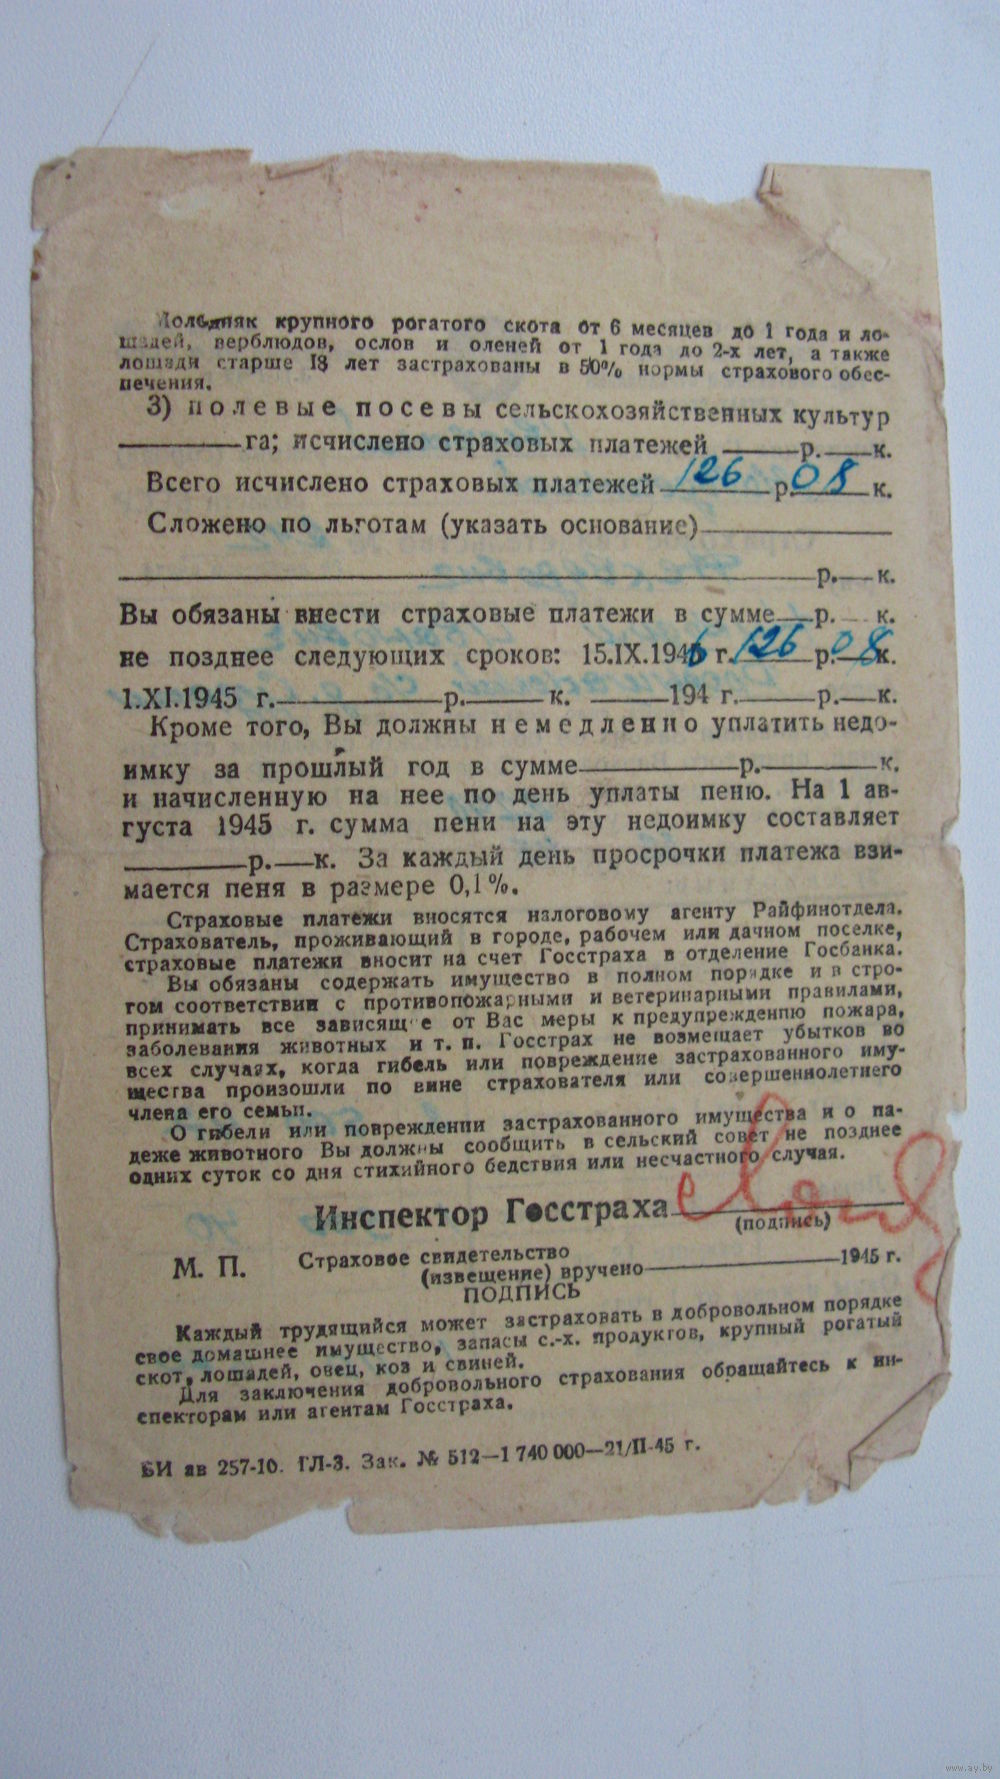 Молодняк крупного рогатого скота от 6 месяцев до 1 года и ло-
шадей, верблюдов, ослов и оленей от 1 года до 2-х лет, а также
лошади старше 18 лет застрахованы в 50% нормы страхового обес-
печения.
3) полевые посевы сельскохозяйственных культур
га; исчислено страховых платежей р. к.
Всего исчислено страховых платежей 126 р. 08 к.
Сложено по льготам (указать основание)
р. к.
Вы обязаны внести страховые платежи в сумме р. к.
не позднее следующих сроков: 15.IX.1946 г. 126 р. 08 к.
1.XI.1945 г. р. к. 194 г. р. к.
Кроме того, Вы должны немедленно уплатить недо-
имку за прошлый год в сумме р. к.
и начисленную на нее по день уплаты пеню. На 1 ав-
густа 1945 г. сумма пени на эту недоимку составляет
р. к. За каждый день просрочки платежа взи-
мается пеня в размере 0,1%.
Страховые платежи вносятся налоговому агенту Райфинотдела.
Страхователь, проживающий в городе, рабочем или дачном поселке,
страховые платежи вносит на счет Госстраха в отделение Госбанка.
Вы обязаны содержать имущество в полном порядке и в стро-
гом соответствии с противопожарными и ветеринарными правилами,
принимать все зависящие от Вас меры к предупреждению пожара,
заболевания животных и т. п. Госстрах не возмещает убытков во
всех случаях, когда гибель или повреждение застрахованного иму-
щества произошли по вине страхователя или совершеннолетнего
члена его семьи.
О гибели или повреждении застрахованного имущества и о па-
деже животного Вы должны сообщить в сельский совет не позднее
одних суток со дня стихийного бедствия или несчастного случая.
Инспектор Госстраха
(подпись)
М. П. Страховое свидетельство
(извещение) вручено 1945 г.
ПОДПИСЬ
Каждый трудящийся может застраховать в добровольном порядке
свое домашнее имущество, запасы с.-х. продуктов, крупный рогатый
скот, лошадей, овец, коз и свиней.
Для заключения добровольного страхования обращайтесь к ин-
спекторам или агентам Госстраха.
БИ ав 257-10. ГЛ-3. Зак. № 512—1 740 000—21/II-45 г.
www.ay.by